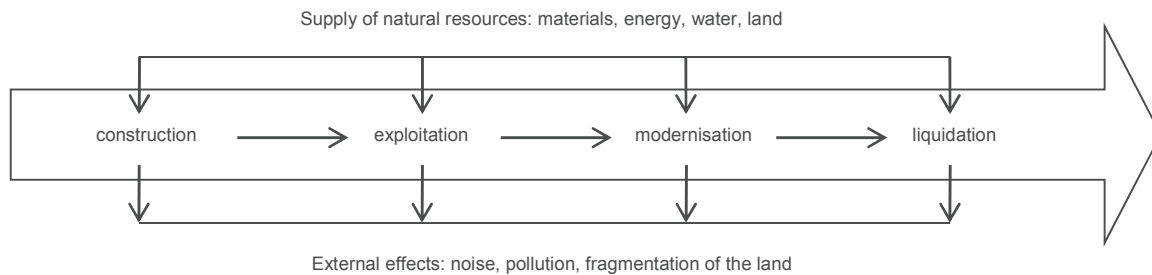 Supply of natural resources: materials, energy, water, land
construction exploitation modernisation liquidation
External effects: noise, pollution, fragmentation of the land